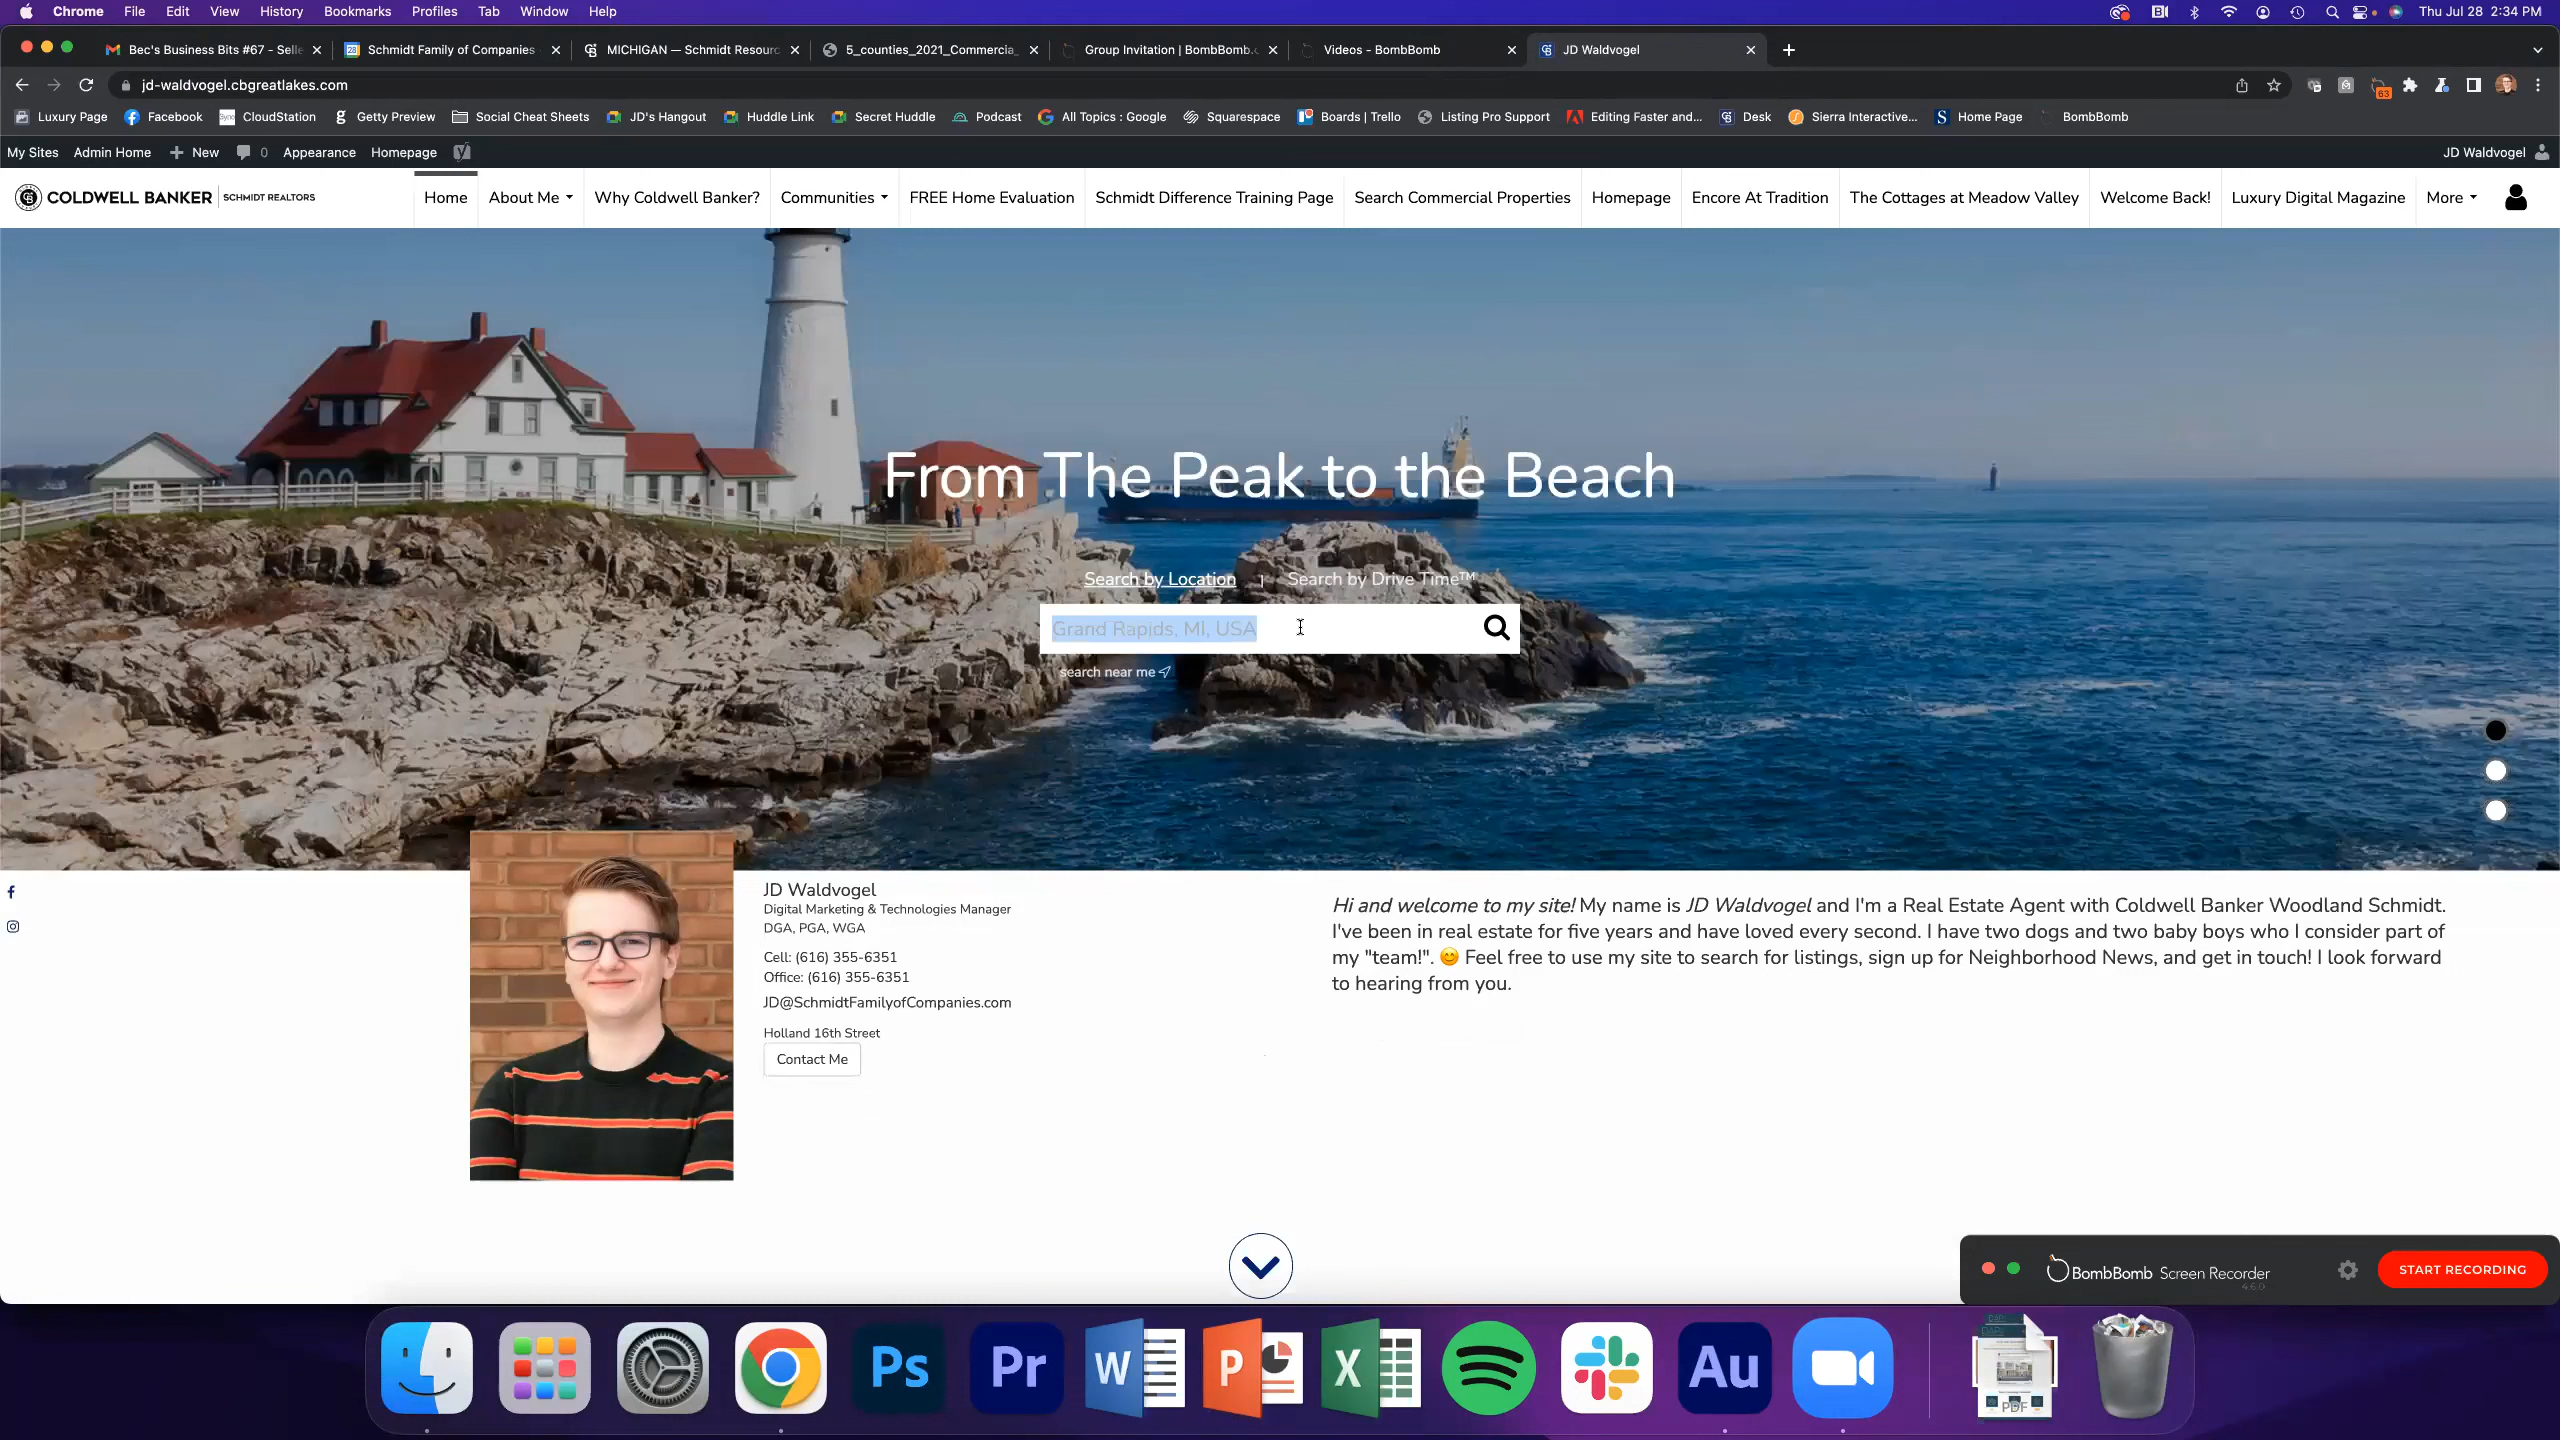 Chrome File Edit View History Bookmarks Profiles Tab Window Help Thu Jul 28 2:34 PM
Bec's Business Bits #67 - Selle Schmidt Family of Companies MICHIGAN — Schmidt Resourc 5_counties_2021_Commercia Group Invitation | BombBomb.c Videos - BombBomb JD Waldvogel
jd-waldvogel.cbgreatlakes.com 63
Luxury Page Facebook CloudStation Getty Preview Social Cheat Sheets JD's Hangout Huddle Link Secret Huddle Podcast All Topics : Google Squarespace Boards | Trello Listing Pro Support Editing Faster and... Desk Sierra Interactive... Home Page BombBomb
My Sites Admin Home New 0 Appearance Homepage JD Waldvogel
COLDWELL BANKER SCHMIDT REALTORS Home About Me Why Coldwell Banker? Communities FREE Home Evaluation Schmidt Difference Training Page Search Commercial Properties Homepage Encore At Tradition The Cottages at Meadow Valley Welcome Back! Luxury Digital Magazine More
From The Peak to the Beach
Search by Location | Search by Drive Time™
Grand Rapids, MI, USA
search near me
JD Waldvogel
Digital Marketing & Technologies Manager
DGA, PGA, WGA
Cell: (616) 355-6351
Office: (616) 355-6351
JD@SchmidtFamilyofCompanies.com
Holland 16th Street
Contact Me
Hi and welcome to my site! My name is JD Waldvogel and I'm a Real Estate Agent with Coldwell Banker Woodland Schmidt.
I've been in real estate for five years and have loved every second. I have two dogs and two baby boys who I consider part of
my "team!". 😊 Feel free to use my site to search for listings, sign up for Neighborhood News, and get in touch! I look forward
to hearing from you.
BombBomb Screen Recorder START RECORDING
4.6.0
Ps Pr W P X Au PDF